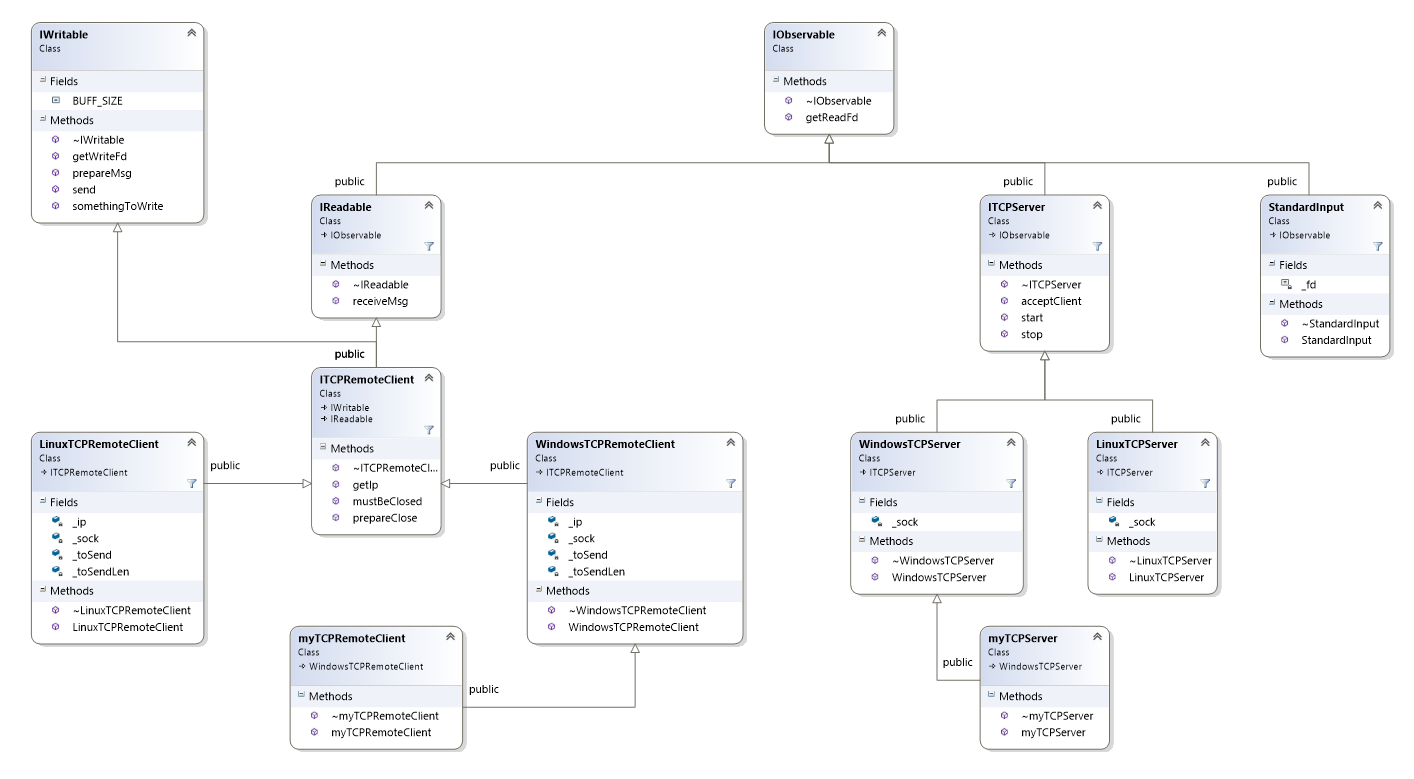 IWritable
Class
Fields
BUFF_SIZE
Methods
~IWritable
getWriteFd
prepareMsg
send
somethingToWrite
IObservable
Class
Methods
~IObservable
getReadFd
public
IReadable
Class
IObservable
Methods
~IReadable
receiveMsg
public
ITCPServer
Class
IObservable
Methods
~ITCPServer
acceptClient
start
stop
public
StandardInput
Class
IObservable
Fields
_fd
Methods
~StandardInput
StandardInput
public
ITCPRemoteClient
Class
IWritable
IReadable
Methods
~ITCPRemoteCl...
getIp
mustBeClosed
prepareClose
LinuxTCPRemoteClient
Class
ITCPRemoteClient
Fields
_ip
_sock
_toSend
_toSendLen
Methods
~LinuxTCPRemoteClient
LinuxTCPRemoteClient
public
public
WindowsTCPRemoteClient
Class
ITCPRemoteClient
Fields
_ip
_sock
_toSend
_toSendLen
Methods
~WindowsTCPRemoteClient
WindowsTCPRemoteClient
public
WindowsTCPServer
Class
ITCPServer
Fields
_sock
Methods
~WindowsTCPServer
WindowsTCPServer
public
LinuxTCPServer
Class
ITCPServer
Fields
_sock
Methods
~LinuxTCPServer
LinuxTCPServer
myTCPRemoteClient
Class
WindowsTCPRemoteClient
Methods
~myTCPRemoteClient
myTCPRemoteClient
public
public
myTCPServer
Class
WindowsTCPServer
Methods
~myTCPServer
myTCPServer